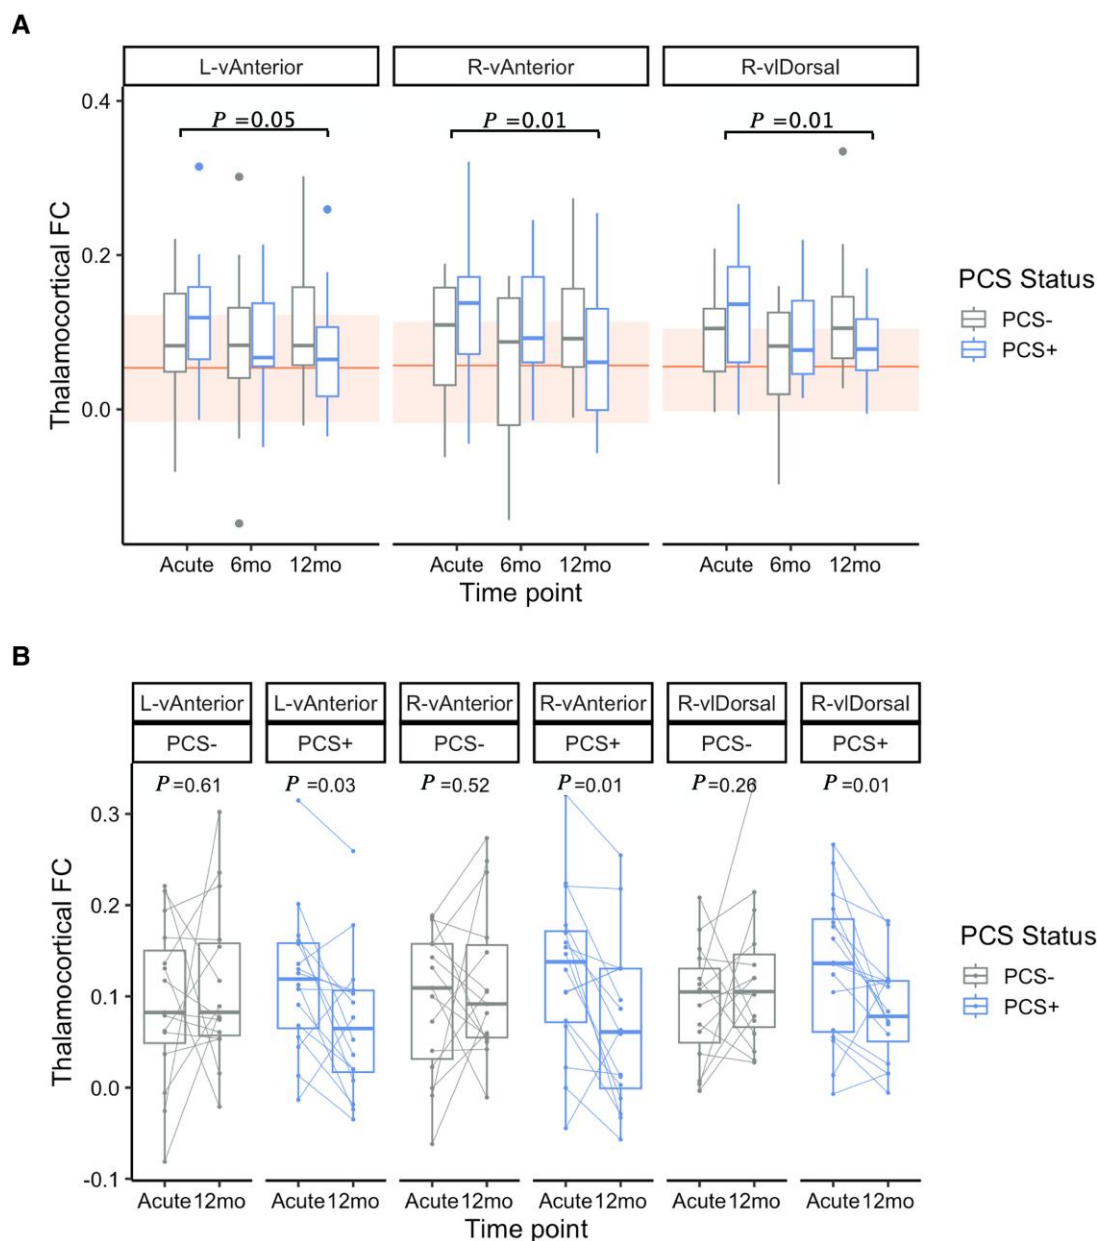 A
L-vAnterior R-vAnterior R-vlDorsal
0.4
P =0.05 P =0.01 P =0.01
0.2
0.0
Thalamocortical FC
PCS Status
PCS-
PCS+
Acute 6mo 12mo Acute 6mo 12mo Acute 6mo 12mo
Time point
B
L-vAnterior L-vAnterior R-vAnterior R-vAnterior R-vlDorsal R-vlDorsal
PCS- PCS+ PCS- PCS+ PCS- PCS+
P=0.61 P=0.03 P=0.52 P=0.01 P=0.26 P=0.01
0.3
0.2
0.1
0.0
-0.1
Thalamocortical FC
PCS Status
PCS-
PCS+
Acute 12mo Acute 12mo Acute 12mo Acute 12mo Acute 12mo Acute 12mo
Time point